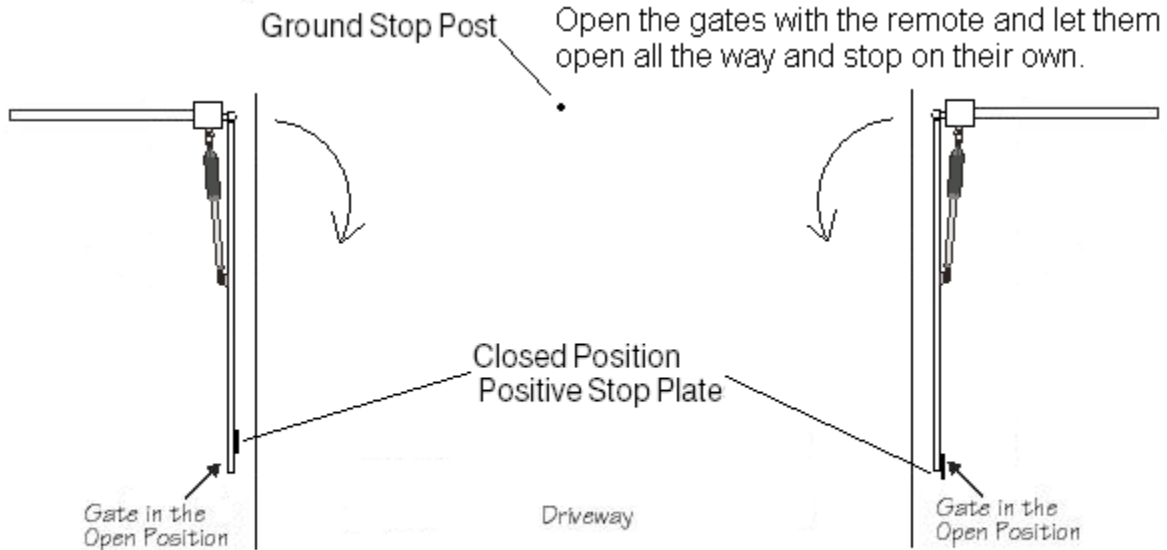 Ground Stop Post
Open the gates with the remote and let them
open all the way and stop on their own.
Closed Position
Positive Stop Plate
Gate in the
Open Position
Driveway
Gate in the
Open Position